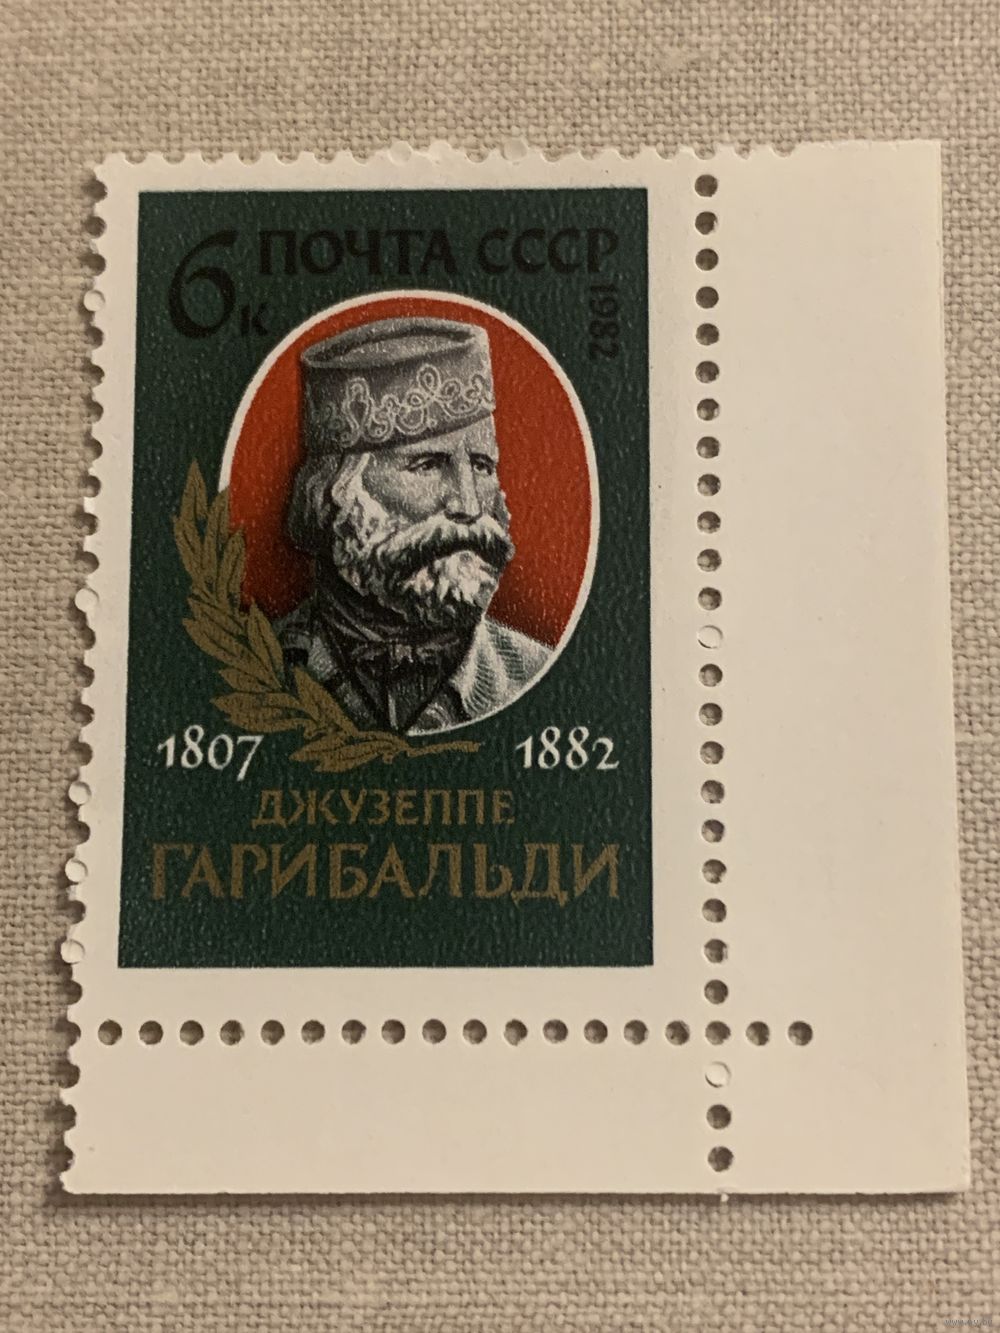 6к ПОЧТА СССР
1982
1807 1882
ДЖУЗЕППЕ
ГАРИБАЛЬДИ